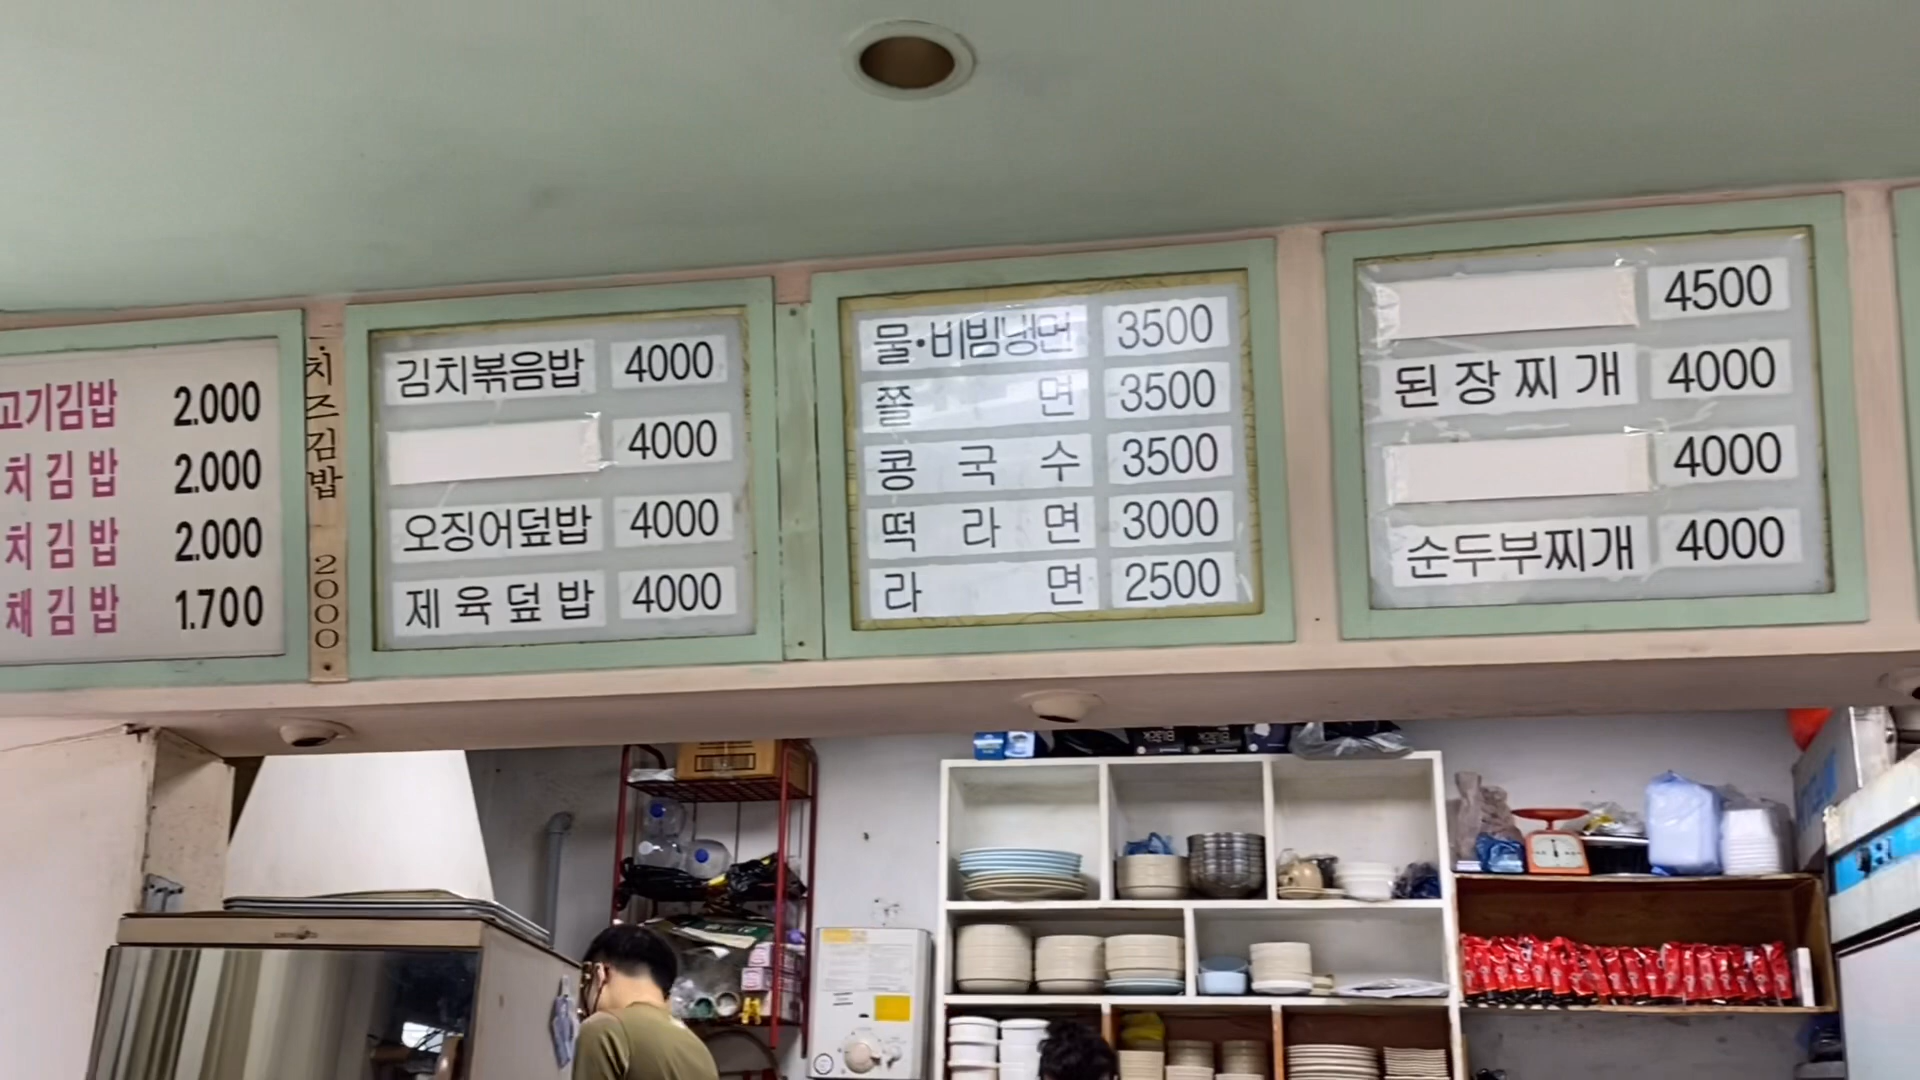 고기김밥 2.000
치김밥 2.000
치김밥 2.000
채김밥 1.700
치즈김밥 2000
김치볶음밥 4000
4000
오징어덮밥 4000
제육덮밥 4000
물·비빔냉면 3500
쫄면 3500
콩국수 3500
떡라면 3000
라면 2500
4500
된장찌개 4000
4000
순두부찌개 4000